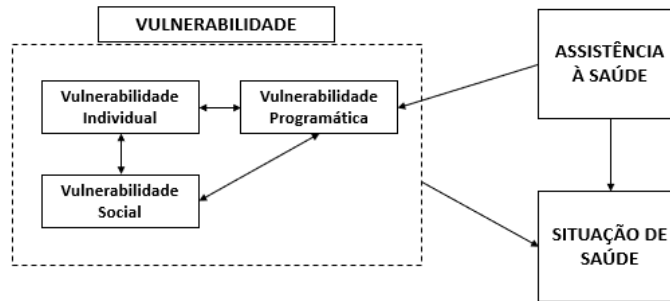 VULNERABILIDADE
ASSISTÊNCIA
À SAÚDE
Vulnerabilidade
Individual
Vulnerabilidade
Programática
Vulnerabilidade
Social
SITUAÇÃO DE
SAÚDE